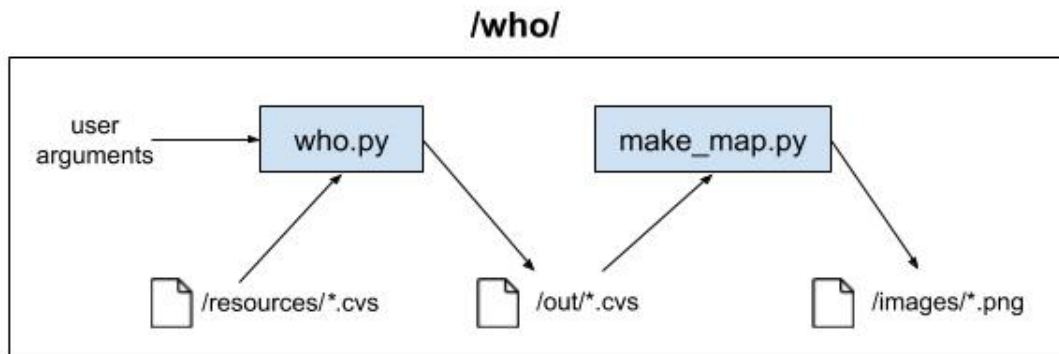 /who/
user
arguments
who.py
make_map.py
/resources/*.cvs
/out/*.cvs
/images/*.png